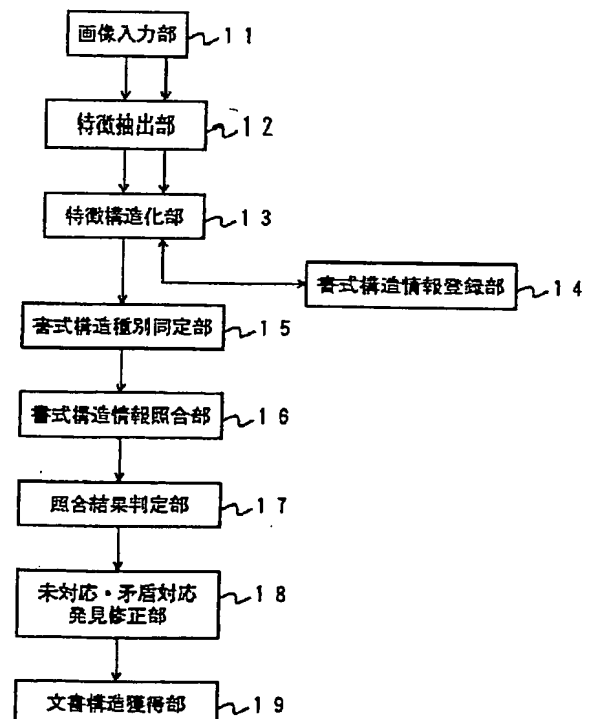 画像入力部 11
特徴抽出部 12
特徴構造化部 13
書式構造情報登録部 14
書式構造種別同定部 15
書式構造情報照合部 16
照合結果判定部 17
未対応・矛盾対応
発見修正部 18
文書構造獲得部 19